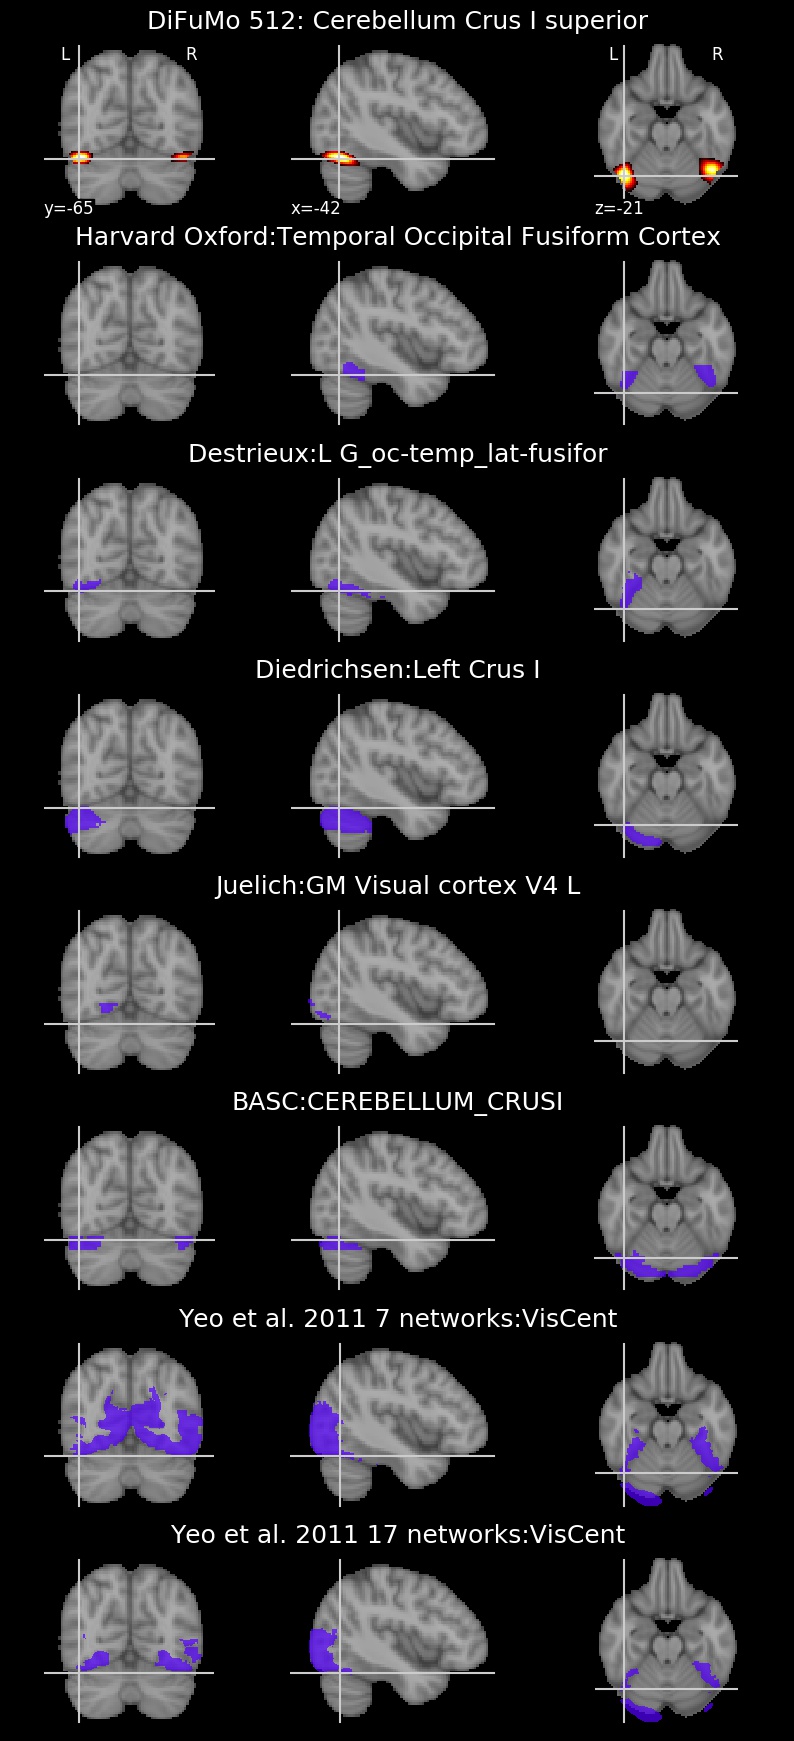 DiFuMo 512: Cerebellum Crus I superior
L R L R
y=-65 x=-42 z=-21
Harvard Oxford:Temporal Occipital Fusiform Cortex
Destrieux:L G_oc-temp_lat-fusifor
Diedrichsen:Left Crus I
Juelich:GM Visual cortex V4 L
BASC:CEREBELLUM_CRUSI
Yeo et al. 2011 7 networks:VisCent
Yeo et al. 2011 17 networks:VisCent